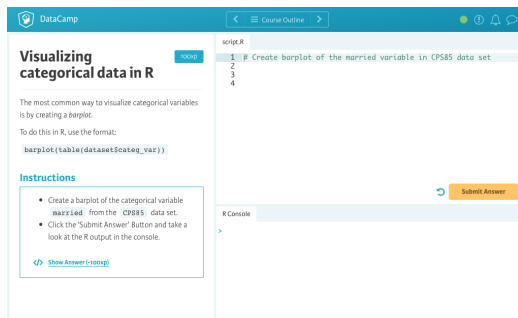 DataCamp
Course Outline
Visualizing
categorical data in R
100xp
The most common way to visualize categorical variables
is by creating a barplot.
To do this in R, use the format:
barplot(table(dataset$categ_var))
Instructions
Create a barplot of the categorical variable
married from the CPS85 data set.
Click the 'Submit Answer' Button and take a
look at the R output in the console.
</> Show Answer (-100xp)
script.R
1 # Create barplot of the married variable in CPS85 data set
2
3
4
Submit Answer
R Console
>